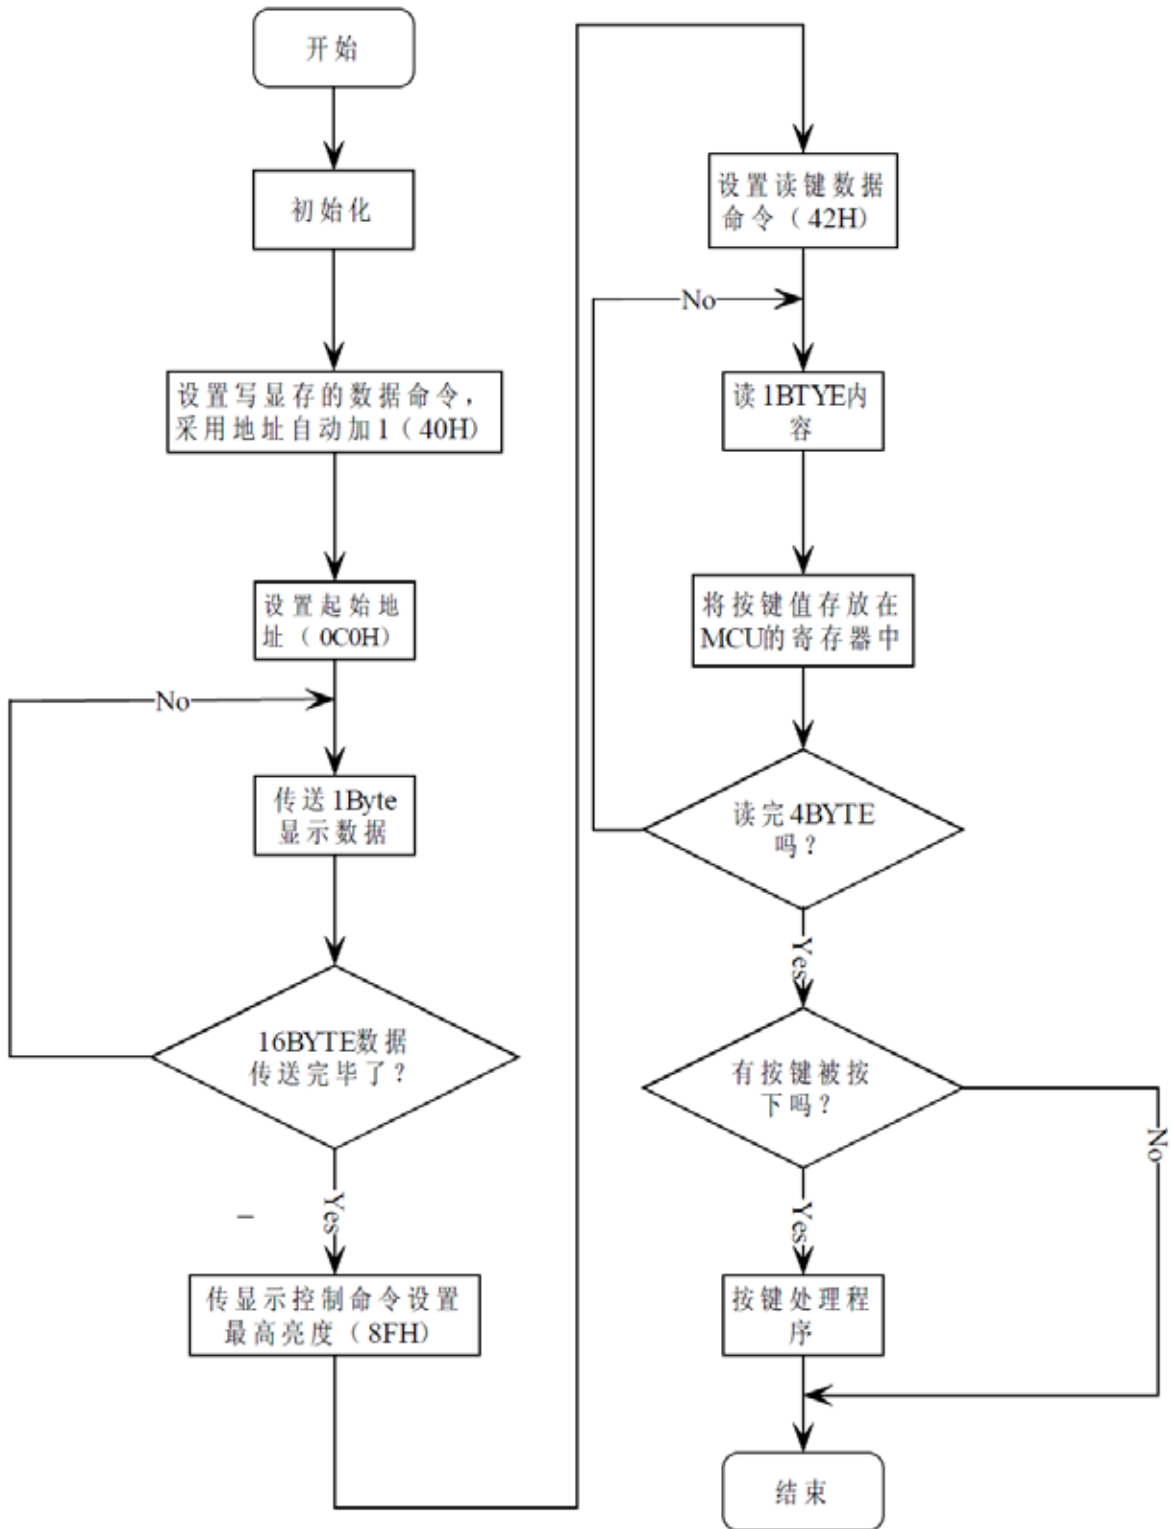 开始
初始化
设置写显存的数据命令，
采用地址自动加1（40H）
设置起始地
址（0C0H）
No
传送1Byte
显示数据
16BYTE数据
传送完毕了？
Yes
传显示控制命令设置
最高亮度（8FH）
设置读键数据
命令（42H）
No
读1BTYE内
容
将按键值存放在
MCU的寄存器中
读完4BYTE
吗？
Yes
有按键被按
下吗？
No
Yes
按键处理程
序
结束